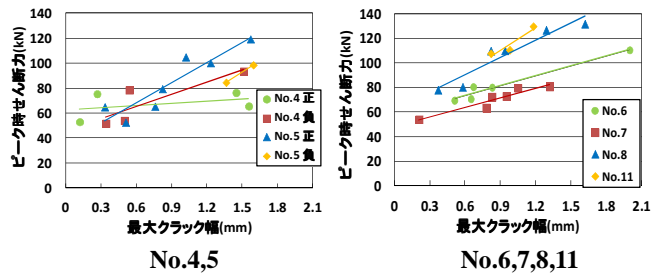 ピーク時せん断力(kN)
140
120
100
80
60
40
20
0
0 0.3 0.6 0.9 1.2 1.5 1.8 2.1
最大クラック幅(mm)
No.4 正
No.4 負
No.5 正
No.5 負
No.4,5
ピーク時せん断力(kN)
140
120
100
80
60
40
20
0
0 0.3 0.6 0.9 1.2 1.5 1.8 2.1
最大クラック幅(mm)
No.6
No.7
No.8
No.11
No.6,7,8,11